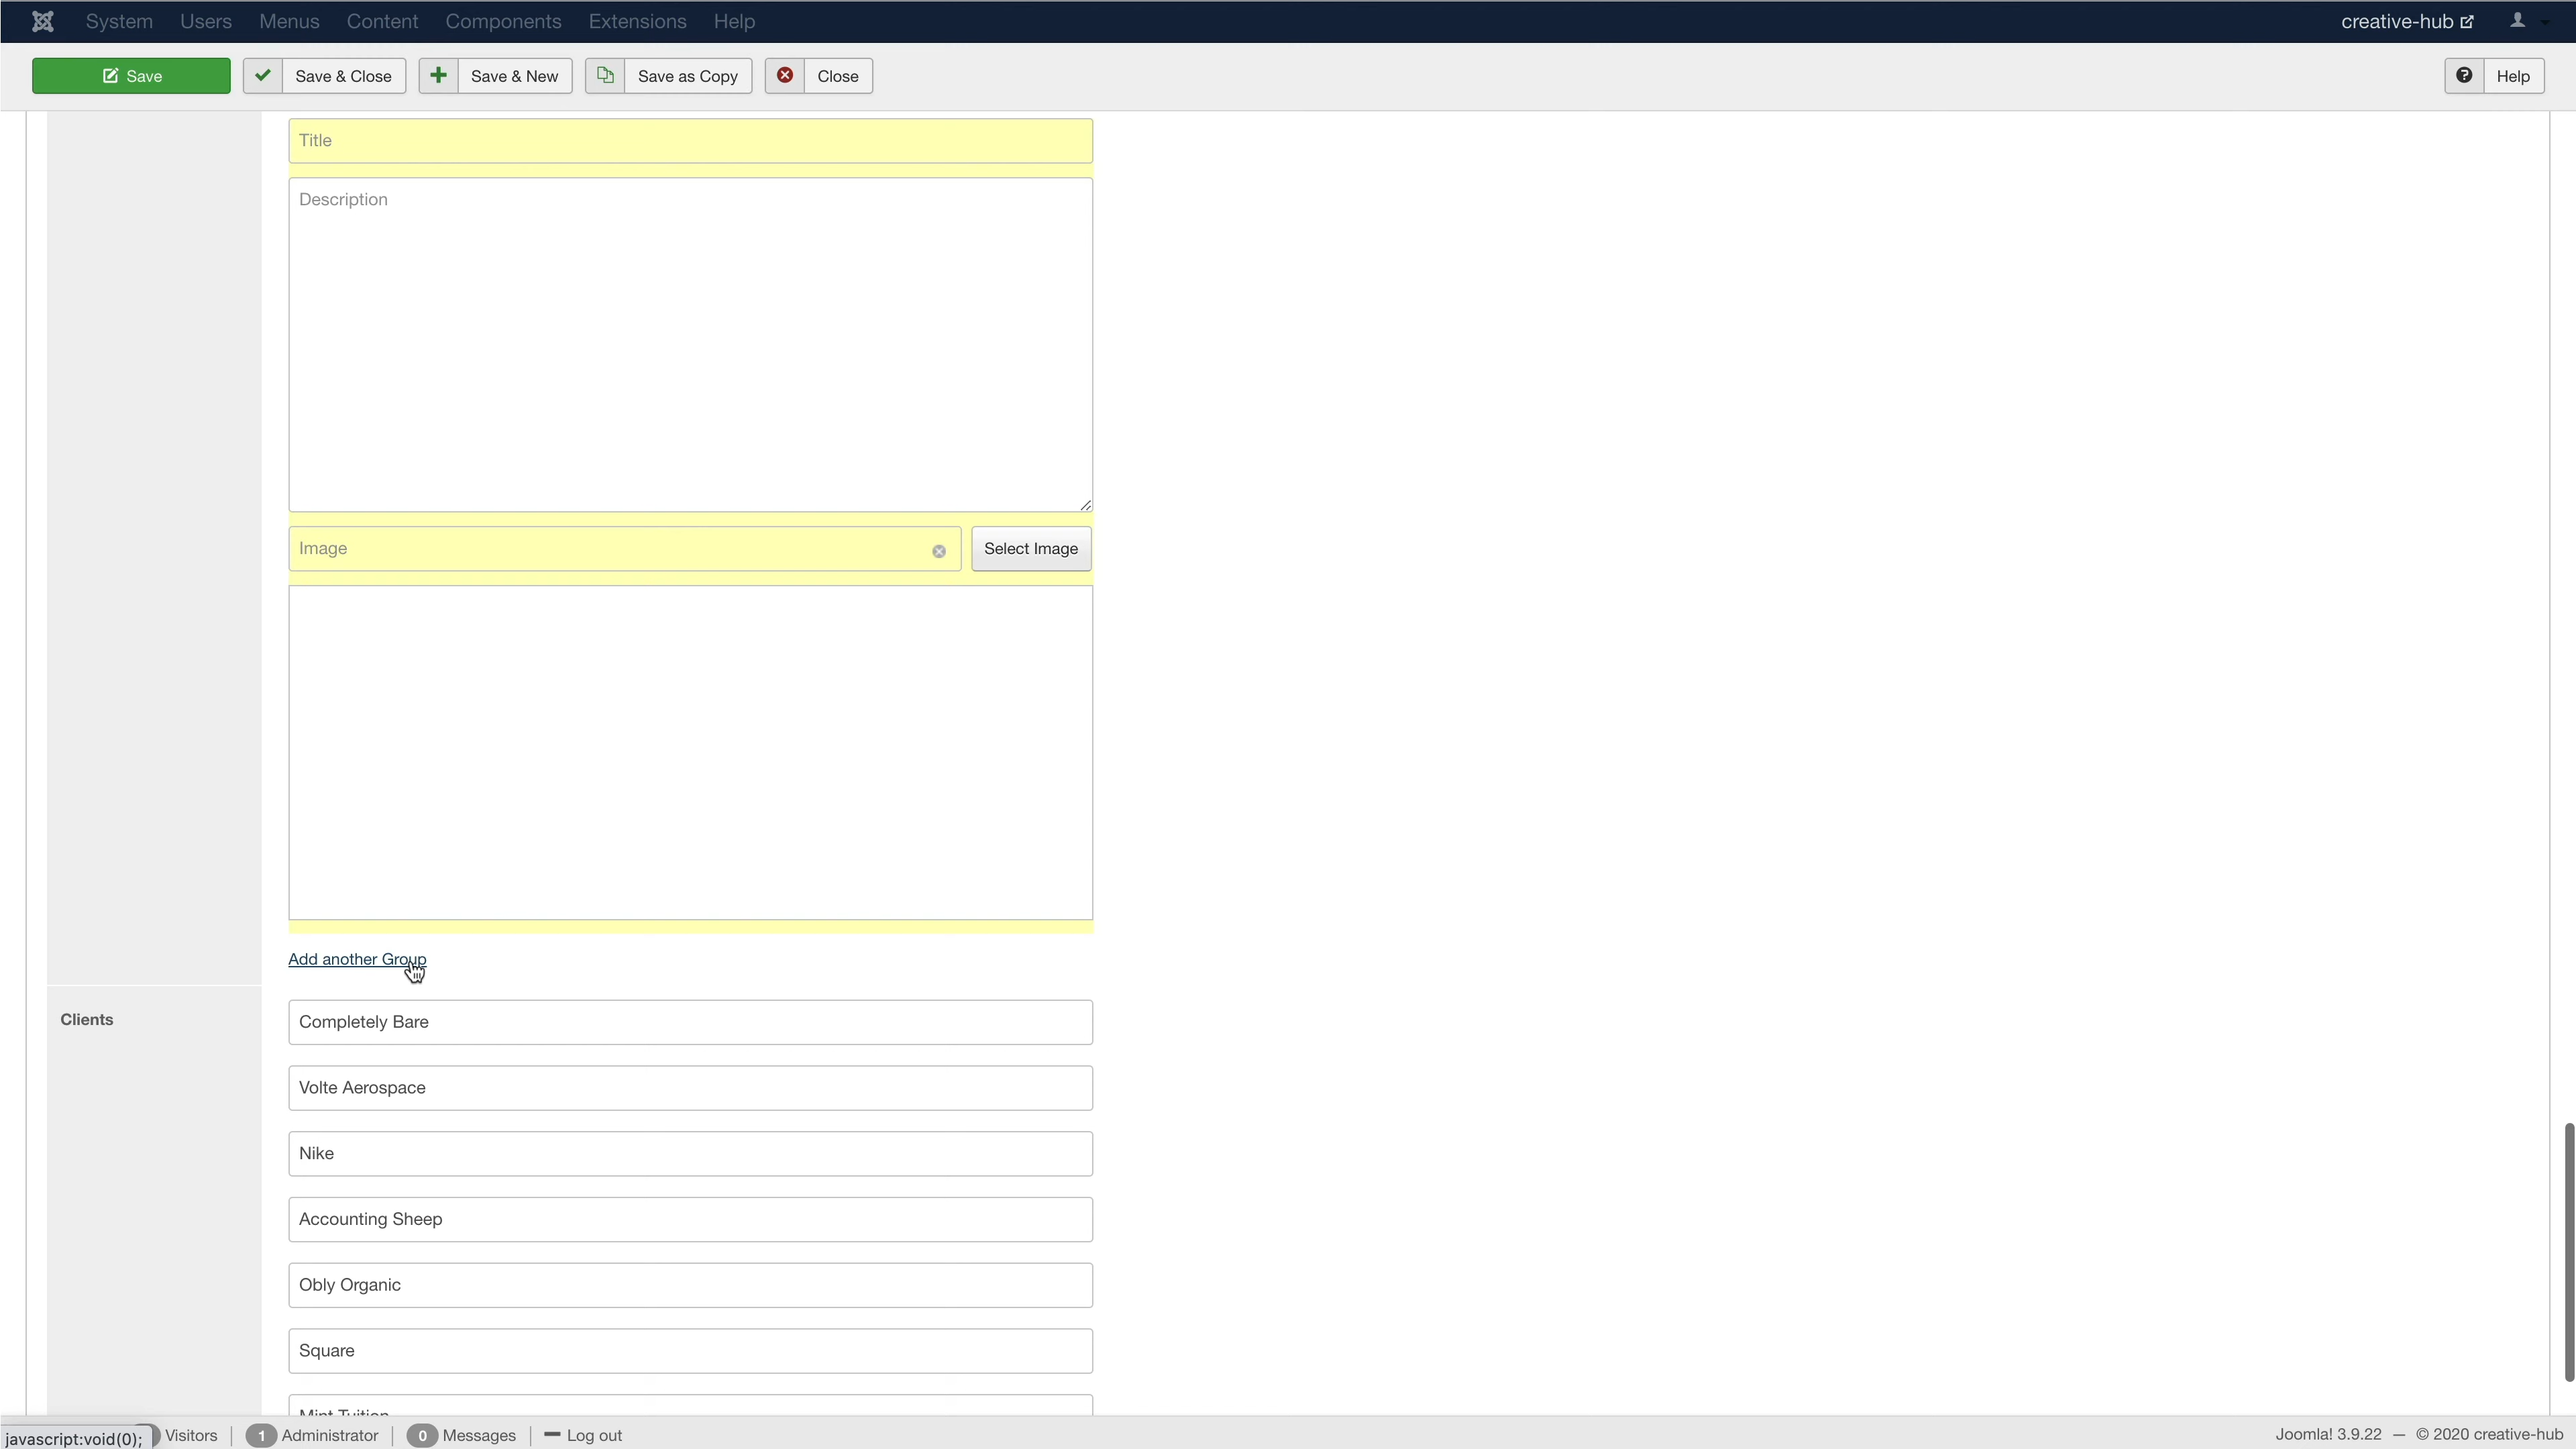 System Users Menus Content Components Extensions Help creative-hub
Save Save & Close Save & New Save as Copy Close Help
Title
Description
Image Select Image
Add another Group
Clients
Completely Bare
Volte Aerospace
Nike
Accounting Sheep
Obly Organic
Square
Mint Tuition
javascript:void(0); Visitors 1 Administrator 0 Messages Log out Joomla! 3.9.22 — © 2020 creative-hub